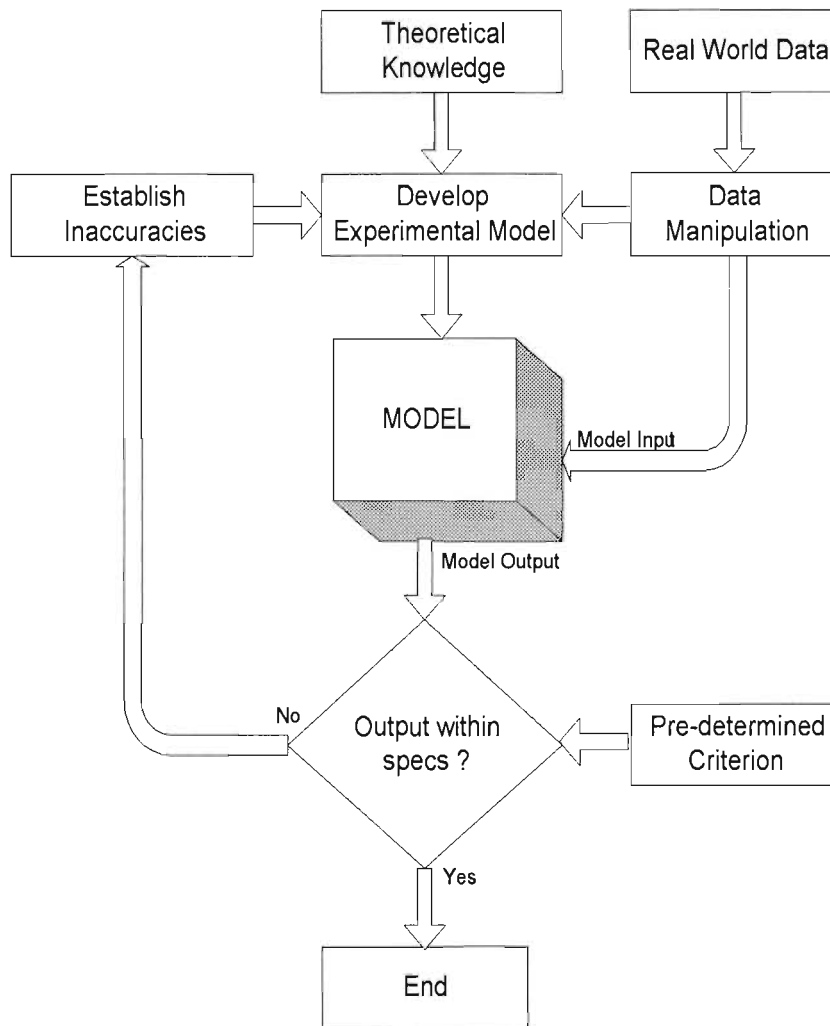 Theoretical
Knowledge
Real World Data
Establish
Inaccuracies
Develop
Experimental Model
Data
Manipulation
MODEL
Model Input
Model Output
No
Output within
specs ?
Pre-determined
Criterion
Yes
End